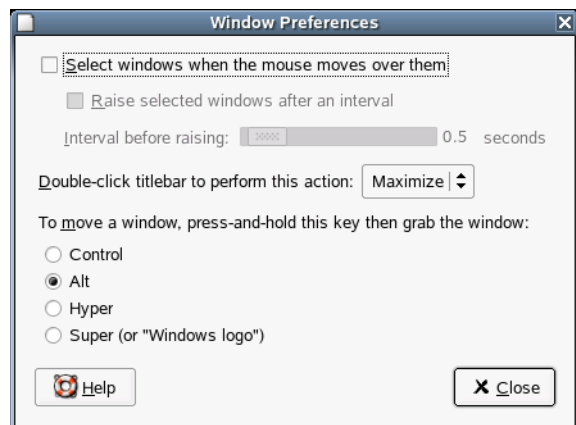 Window Preferences
Select windows when the mouse moves over them
Raise selected windows after an interval
Interval before raising: 0.5 seconds
Double-click titlebar to perform this action: Maximize
To move a window, press-and-hold this key then grab the window:
Control
Alt
Hyper
Super (or "Windows logo")
Help Close